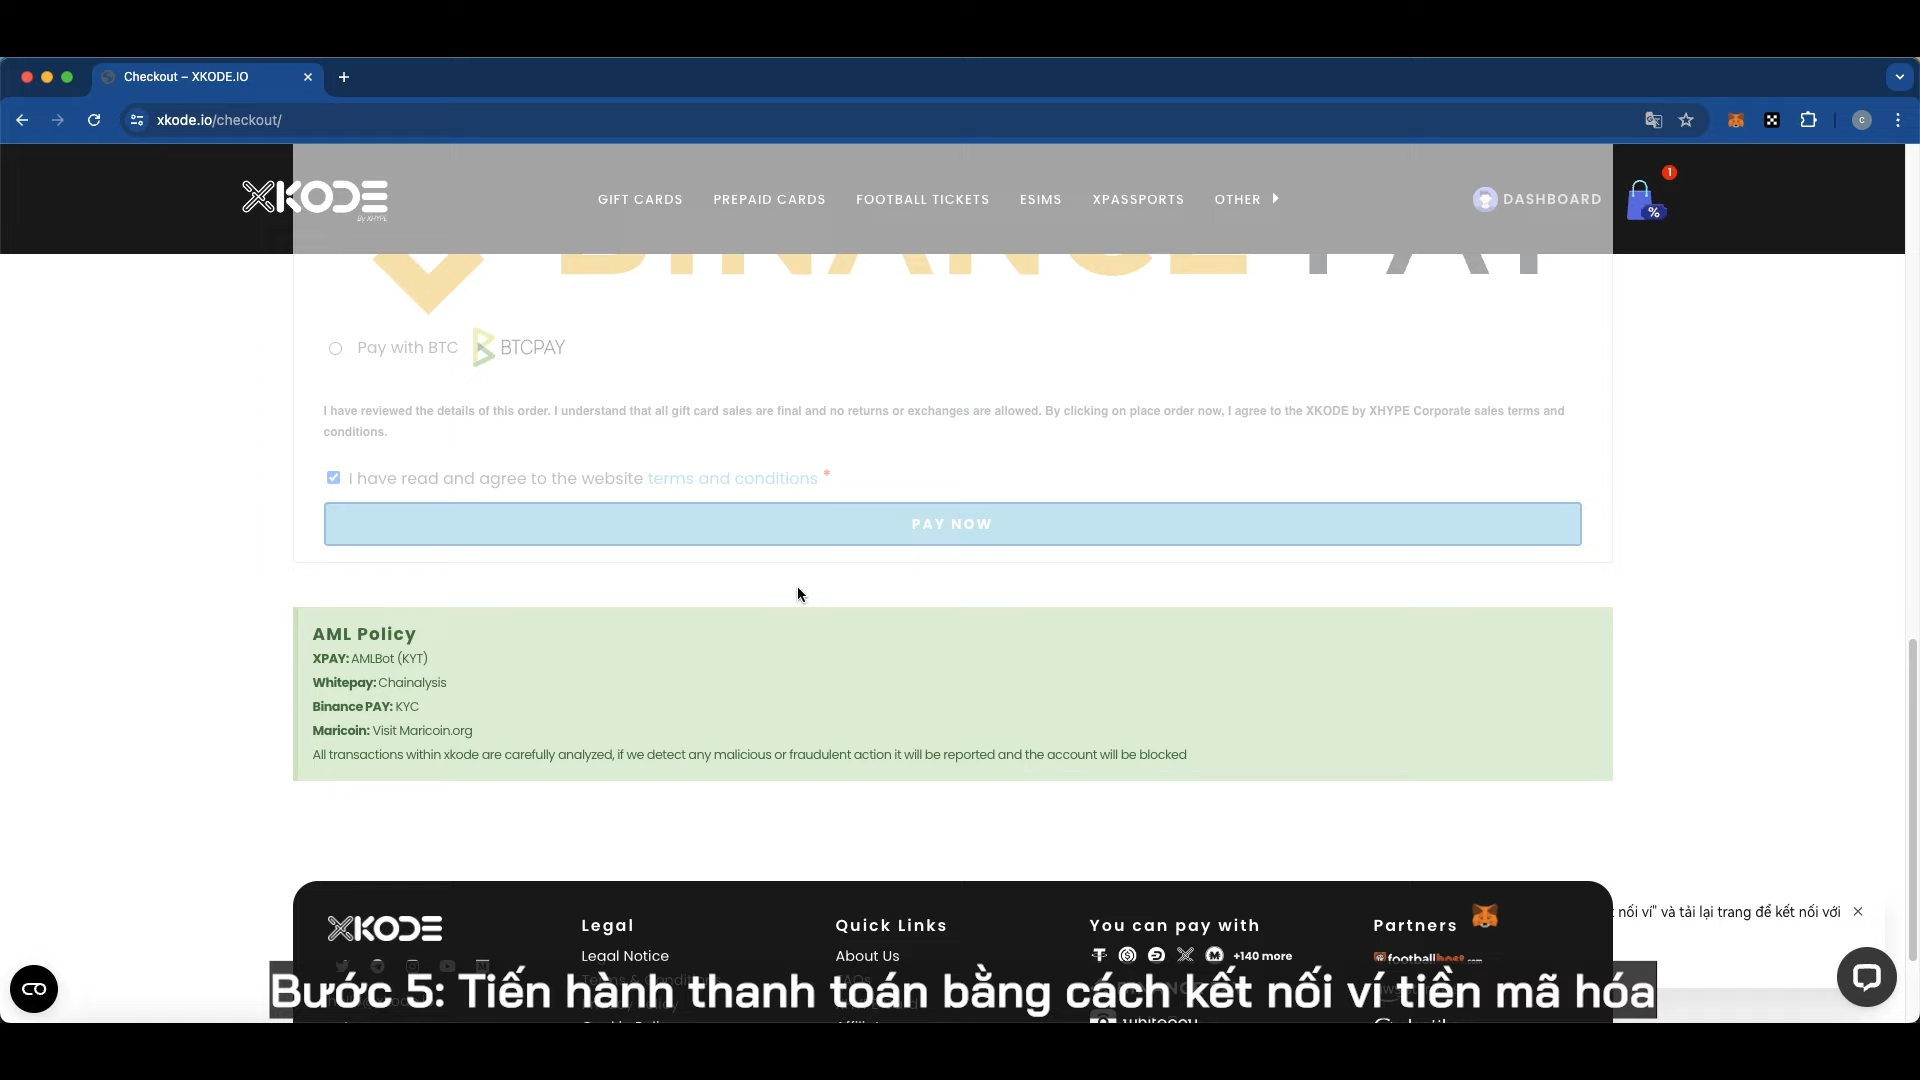 Checkout – XKODE.IO
xkode.io/checkout/
C
XKODE
By XHYPE
GIFT CARDS
PREPAID CARDS
FOOTBALL TICKETS
ESIMS
XPASSPORTS
OTHER
DASHBOARD
1
%
BINANCE PAY
Pay with BTC
BTCPAY
I have reviewed the details of this order. I understand that all gift card sales are final and no returns or exchanges are allowed. By clicking on place order now, I agree to the XKODE by XHYPE Corporate sales terms and
conditions.
I have read and agree to the website terms and conditions *
PAY NOW
AML Policy
XPAY: AMLBot (KYT)
Whitepay: Chainalysis
Binance PAY: KYC
Maricoin: Visit Maricoin.org
All transactions within xkode are carefully analyzed, if we detect any malicious or fraudulent action it will be reported and the account will be blocked
nối ví" và tải lại trang để kết nối với
XKODE
Legal
Quick Links
You can pay with
Partners
Legal Notice
About Us
+140 more
footballhost.com
Bước 5: Tiến hành thanh toán bằng cách kết nối ví tiền mã hóa